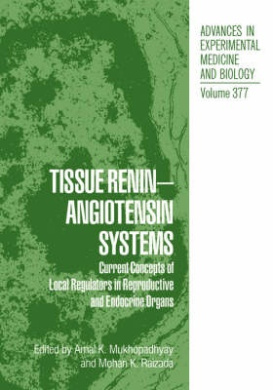 ADVANCES IN
EXPERIMENTAL
MEDICINE
AND BIOLOGY
Volume 377
TISSUE RENIN—
ANGIOTENSIN
SYSTEMS
Current Concepts of
Local Regulators in Reproductive
and Endocrine Organs
Edited by Amal K. Mukhopadhyay
and Mohan K. Raizada